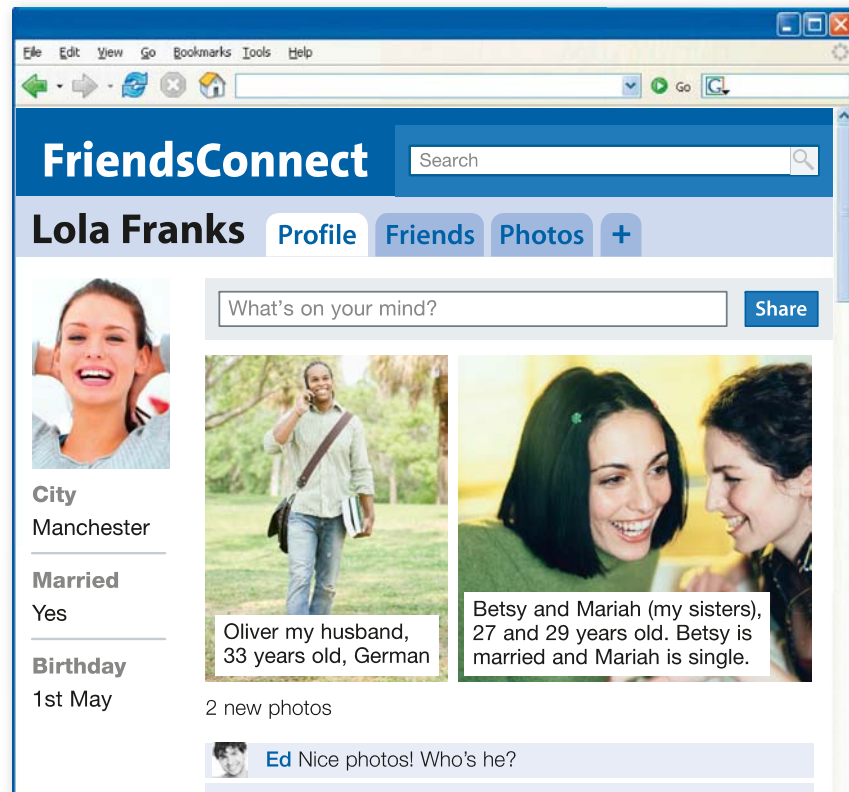 File Edit View Go Bookmarks Tools Help
Go G
FriendsConnect
Search
Lola Franks Profile Friends Photos +
What's on your mind?
Share
City
Manchester
Married
Yes
Birthday
1st May
Oliver my husband,
33 years old, German
Betsy and Mariah (my sisters),
27 and 29 years old. Betsy is
married and Mariah is single.
2 new photos
Ed Nice photos! Who's he?